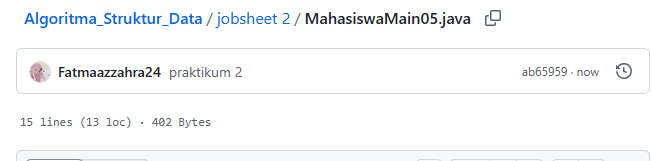 Algoritma_Struktur_Data / jobsheet 2 / MahasiswaMain05.java
Fatmaazzahra24 praktikum 2 ab65959 · now
15 lines (13 loc) · 402 Bytes